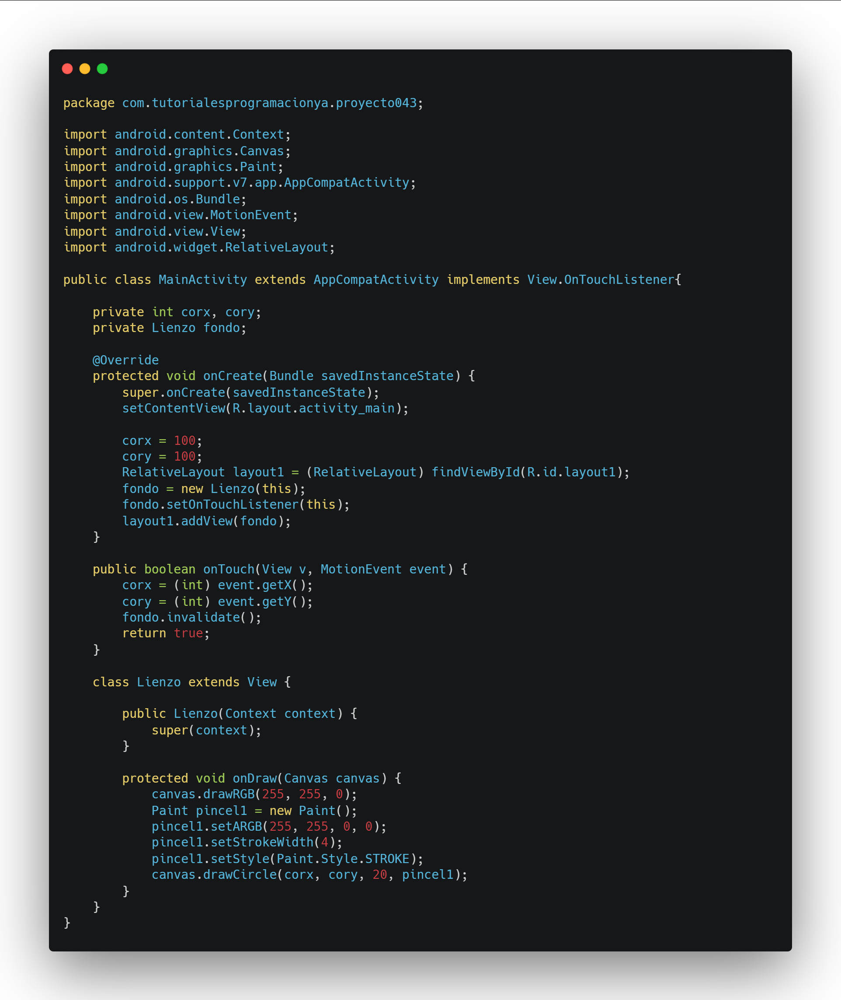 package com.tutorialesprogramacionya.proyecto043;

import android.content.Context;
import android.graphics.Canvas;
import android.graphics.Paint;
import android.support.v7.app.AppCompatActivity;
import android.os.Bundle;
import android.view.MotionEvent;
import android.view.View;
import android.widget.RelativeLayout;

public class MainActivity extends AppCompatActivity implements View.OnTouchListener{

    private int corx, cory;
    private Lienzo fondo;

    @Override
    protected void onCreate(Bundle savedInstanceState) {
        super.onCreate(savedInstanceState);
        setContentView(R.layout.activity_main);

        corx = 100;
        cory = 100;
        RelativeLayout layout1 = (RelativeLayout) findViewById(R.id.layout1);
        fondo = new Lienzo(this);
        fondo.setOnTouchListener(this);
        layout1.addView(fondo);
    }

    public boolean onTouch(View v, MotionEvent event) {
        corx = (int) event.getX();
        cory = (int) event.getY();
        fondo.invalidate();
        return true;
    }

    class Lienzo extends View {

        public Lienzo(Context context) {
            super(context);
        }

        protected void onDraw(Canvas canvas) {
            canvas.drawRGB(255, 255, 0);
            Paint pincel1 = new Paint();
            pincel1.setARGB(255, 255, 0, 0);
            pincel1.setStrokeWidth(4);
            pincel1.setStyle(Paint.Style.STROKE);
            canvas.drawCircle(corx, cory, 20, pincel1);
        }
    }
}